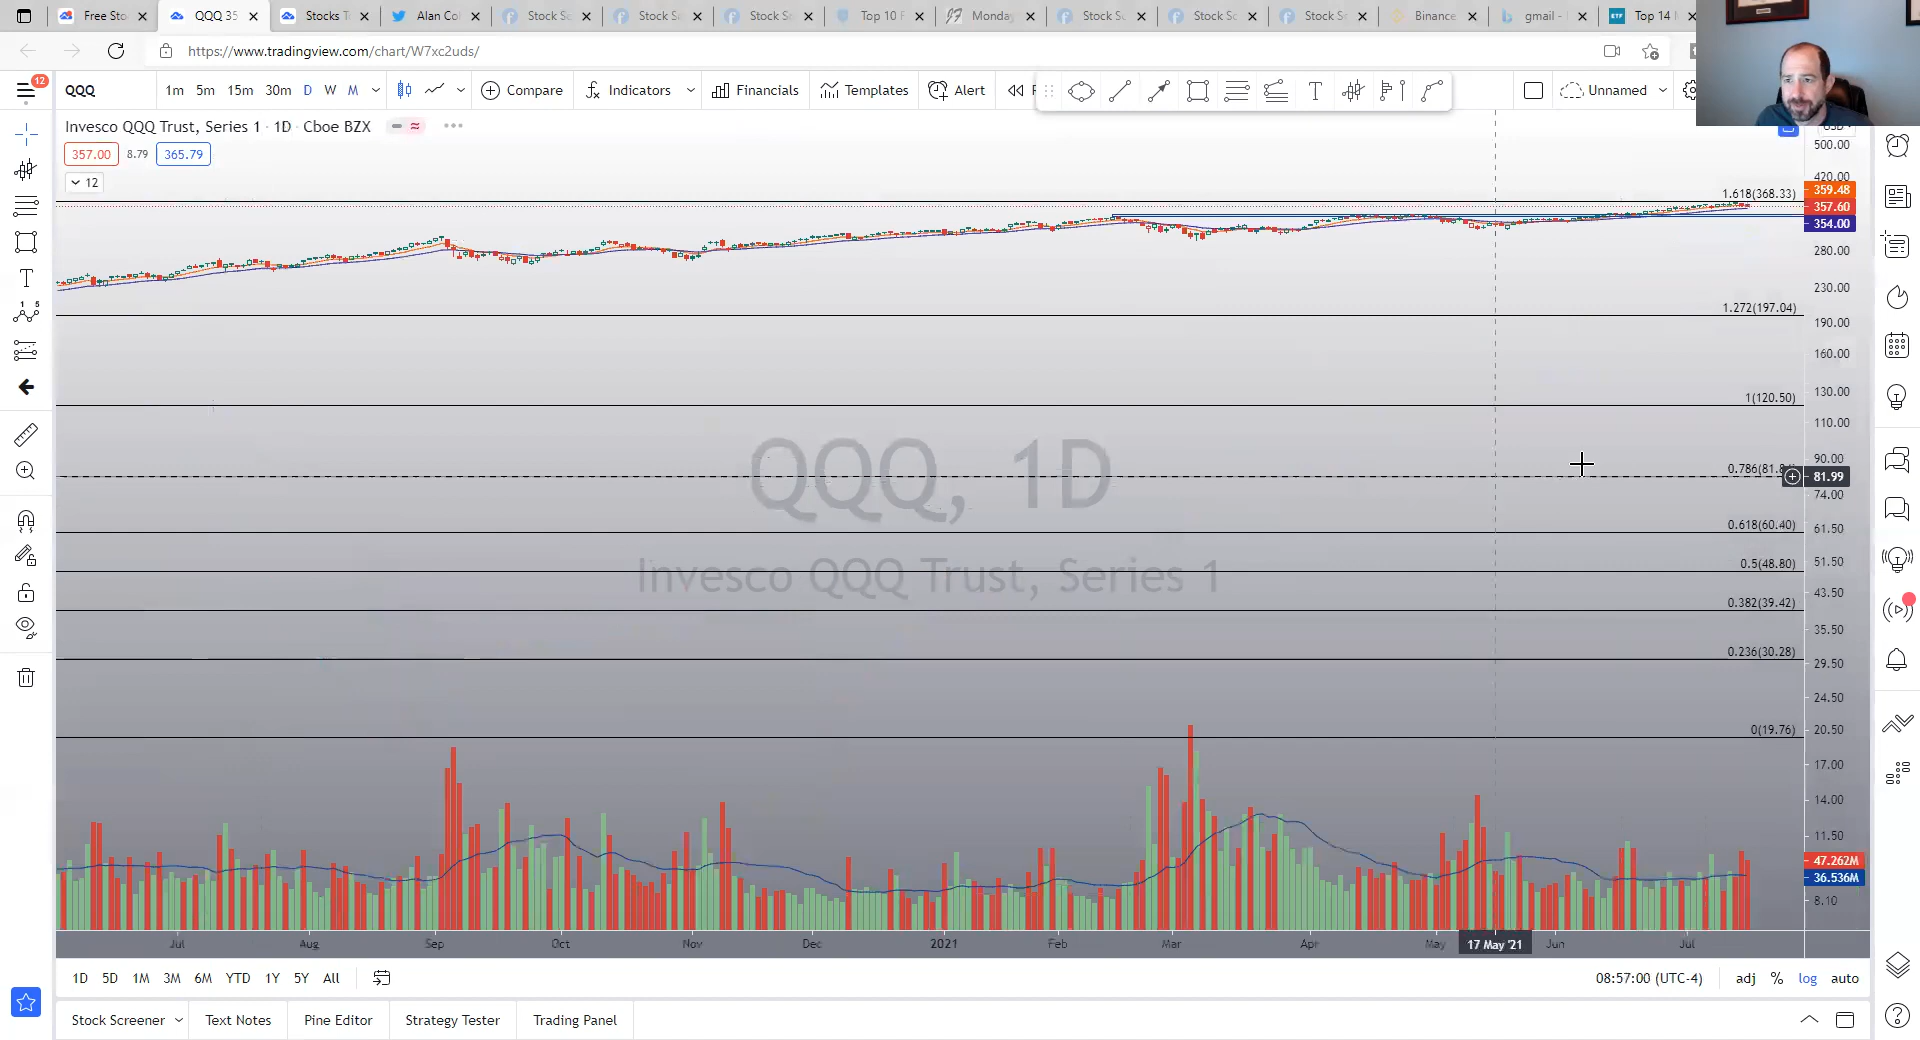 Free Sto
QQQ 35
Stocks T
Alan Col
Stock Sc
Stock Sc
Stock Sc
Top 10 F
Monday
Stock Su
Stock Sc
Stock Sr
Binance
gmail -
ETF
Top 14
https://www.tradingview.com/chart/W7xc2uds/
12
QQQ
1m 5m 15m 30m D W M
Compare
Indicators
Financials
Templates
Alert
Unnamed
Invesco QQQ Trust, Series 1 · 1D · Cboe BZX
357.00 8.79 365.79
12
500.00
420.00
1.618(368.33)
359.48
357.60
354.00
280.00
230.00
1.272(197.04)
190.00
160.00
130.00
1(120.50)
110.00
90.00
0.786(81.8
81.99
74.00
0.618(60.40)
61.50
0.5(48.80)
51.50
43.50
0.382(39.42)
35.50
0.236(30.28)
29.50
24.50
0(19.76)
20.50
17.00
14.00
11.50
47.262M
36.536M
8.10
QQQ, 1D
Invesco QQQ Trust, Series 1
Jul Aug Sep Oct Nov Dec 2021 Feb Mar Apr May 17 May '21 Jun Jul
1D 5D 1M 3M 6M YTD 1Y 5Y All
08:57:00 (UTC-4) adj % log auto
Stock Screener Text Notes Pine Editor Strategy Tester Trading Panel